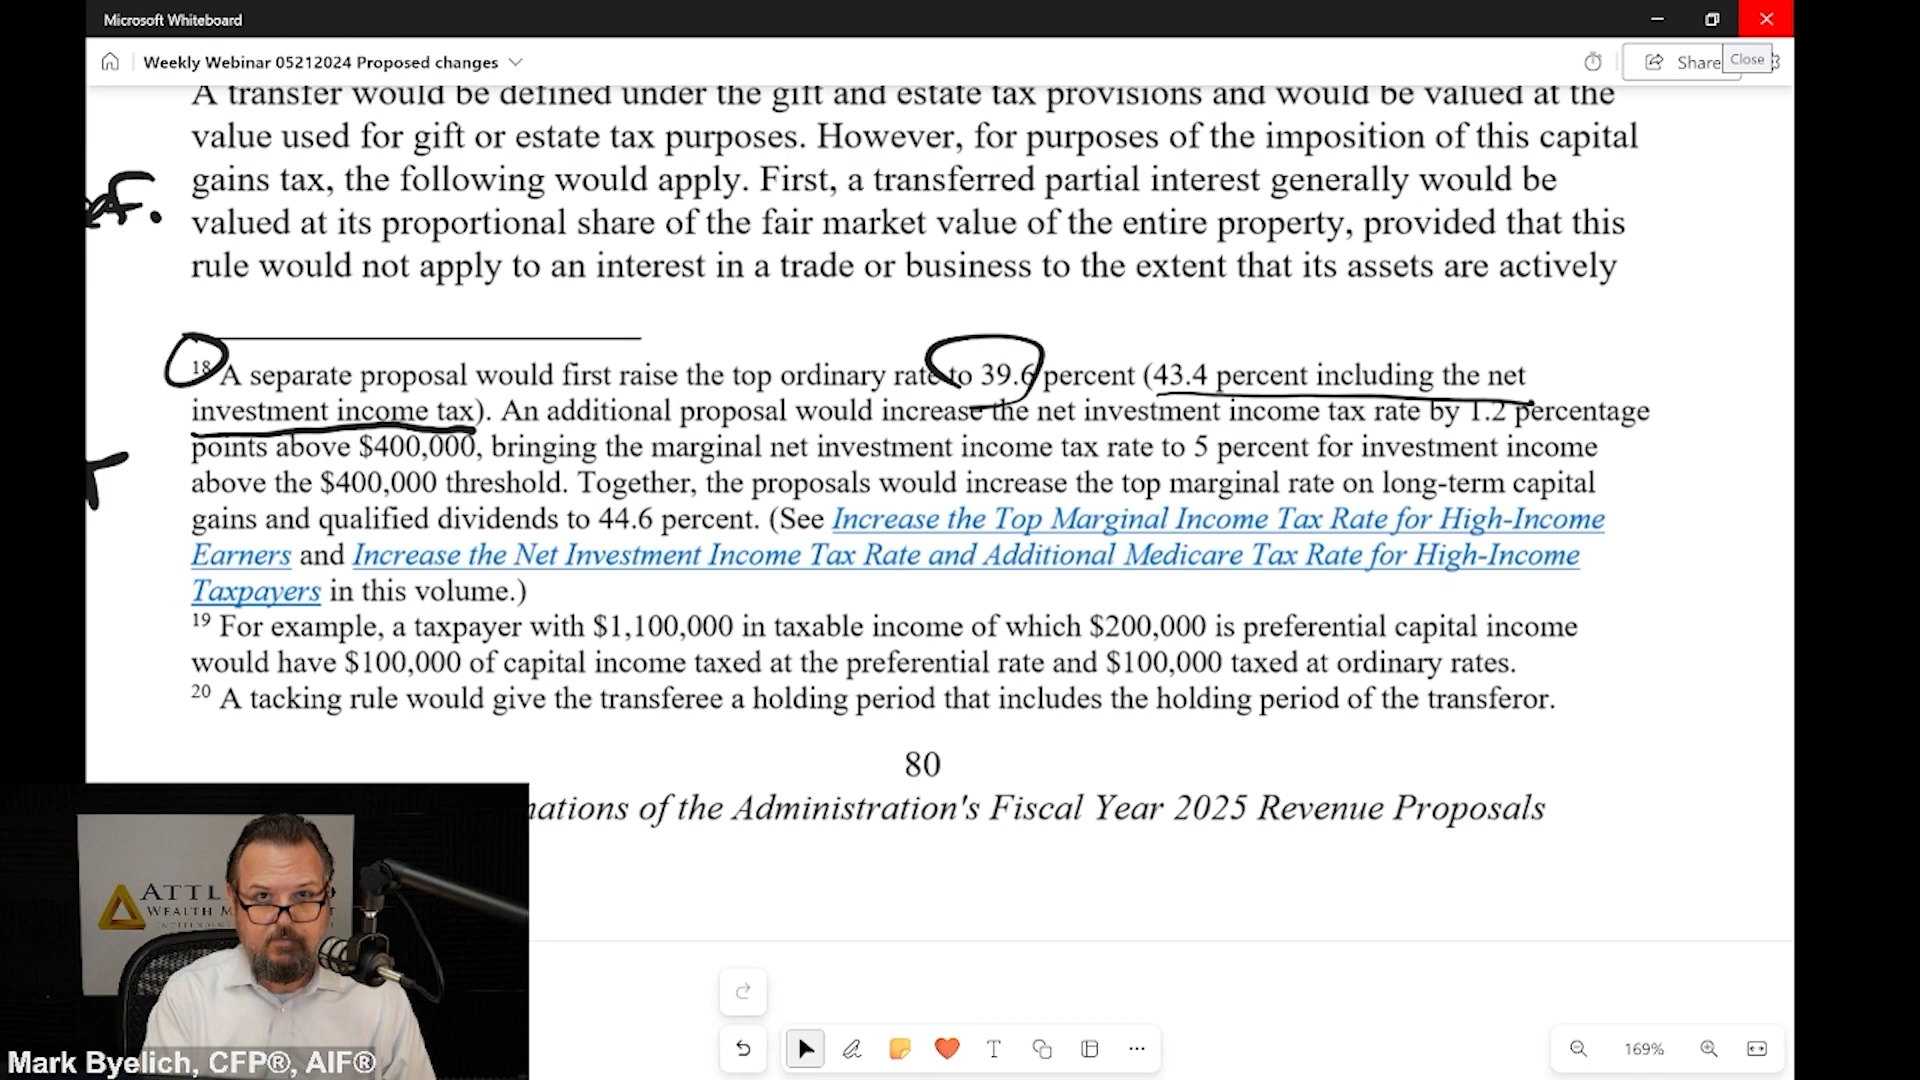 Microsoft Whiteboard
Weekly Webinar 05212024 Proposed changes
Share
Close
A transfer would be defined under the gift and estate tax provisions and would be valued at the
value used for gift or estate tax purposes. However, for purposes of the imposition of this capital
gains tax, the following would apply. First, a transferred partial interest generally would be
valued at its proportional share of the fair market value of the entire property, provided that this
rule would not apply to an interest in a trade or business to the extent that its assets are actively
18 A separate proposal would first raise the top ordinary rate to 39.6 percent (43.4 percent including the net
investment income tax). An additional proposal would increase the net investment income tax rate by 1.2 percentage
points above $400,000, bringing the marginal net investment income tax rate to 5 percent for investment income
above the $400,000 threshold. Together, the proposals would increase the top marginal rate on long-term capital
gains and qualified dividends to 44.6 percent. (See Increase the Top Marginal Income Tax Rate for High-Income
Earners and Increase the Net Investment Income Tax Rate and Additional Medicare Tax Rate for High-Income
Taxpayers in this volume.)
19 For example, a taxpayer with $1,100,000 in taxable income of which $200,000 is preferential capital income
would have $100,000 of capital income taxed at the preferential rate and $100,000 taxed at ordinary rates.
20 A tacking rule would give the transferee a holding period that includes the holding period of the transferor.
80
nations of the Administration's Fiscal Year 2025 Revenue Proposals
ATTL
WEALTH M
Mark Byelich, CFP®, AIF®
T
169%